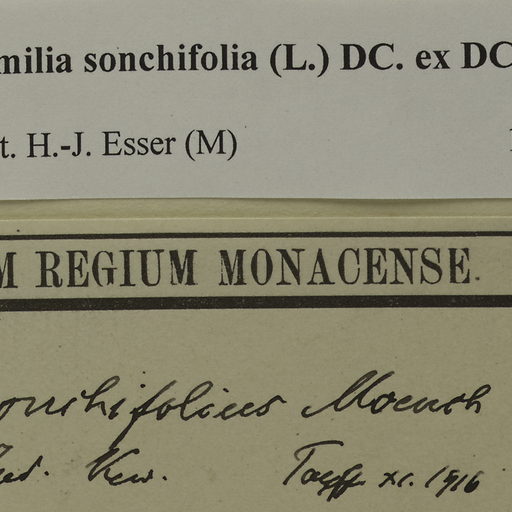 milia sonchifolia (L.) DC. ex DC
t. H.-J. Esser (M)
M REGIUM MONACENSE.
onchifolius Moench
Kew. xi. 1916